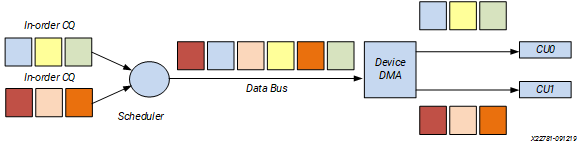 In-order CQ
In-order CQ
Scheduler
Data Bus
Device
DMA
CU0
CU1
X22781-091219